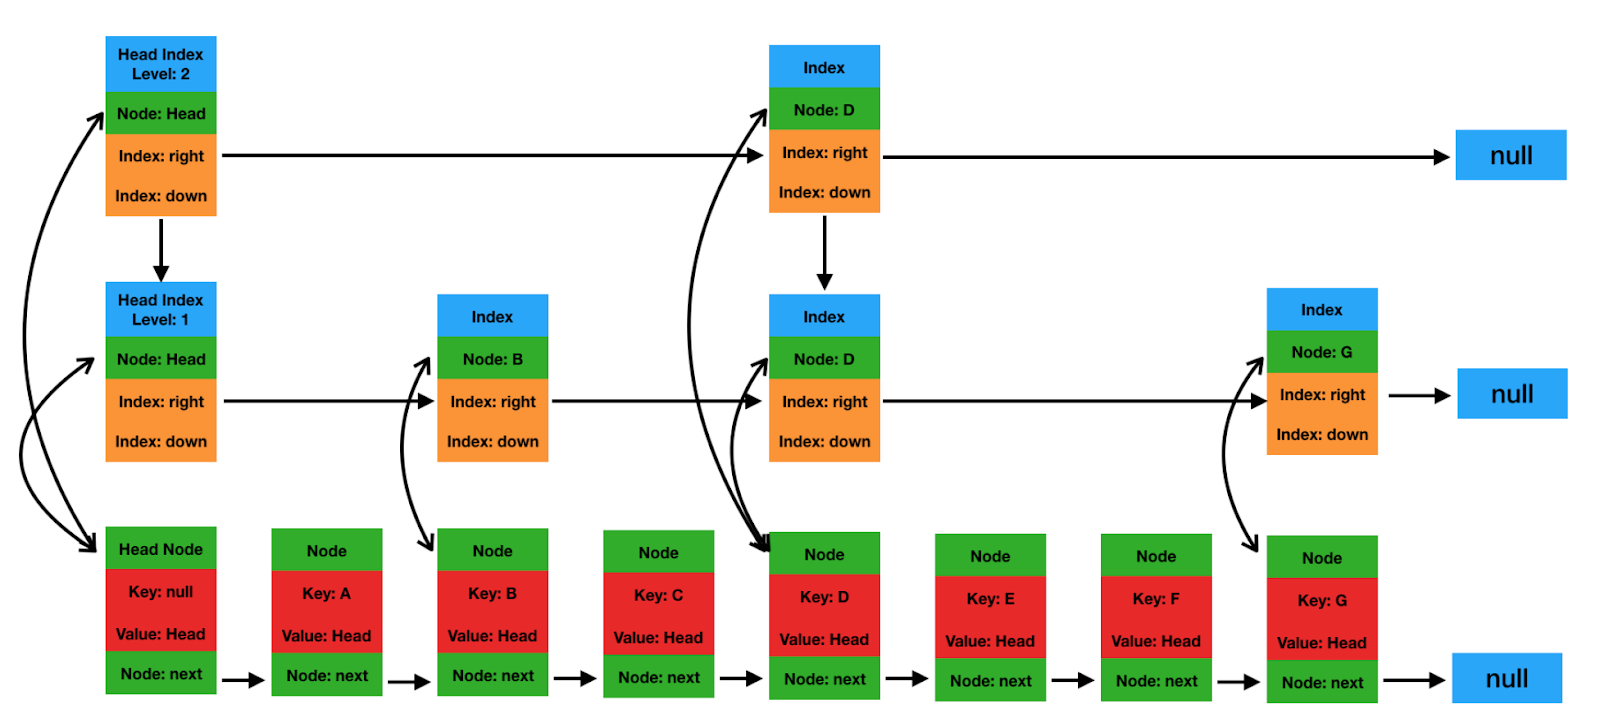 Head Index
Level: 2
Node: Head
Index: right
Index: down
Index
Node: D
Index: right
Index: down
null
Head Index
Level: 1
Node: Head
Index: right
Index: down
Index
Node: B
Index: right
Index: down
Index
Node: D
Index: right
Index: down
Index
Node: G
Index: right
Index: down
null
Head Node
Key: null
Value: Head
Node: next
Node
Key: A
Value: Head
Node: next
Node
Key: B
Value: Head
Node: next
Node
Key: C
Value: Head
Node: next
Node
Key: D
Value: Head
Node: next
Node
Key: E
Value: Head
Node: next
Node
Key: F
Value: Head
Node: next
Node
Key: G
Value: Head
Node: next
null